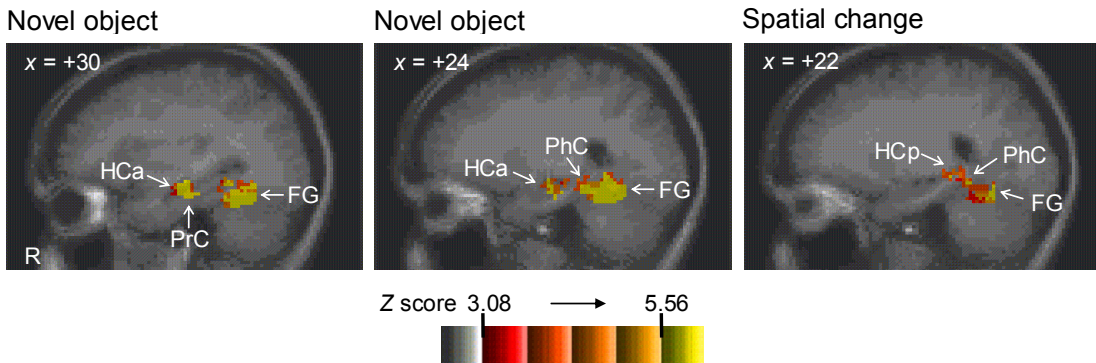 Novel object
x = +30
HCa
PrC
FG
R
Novel object
x = +24
HCa
PhC
FG
Spatial change
x = +22
HCp
PhC
FG
Z score 3.08 → 5.56